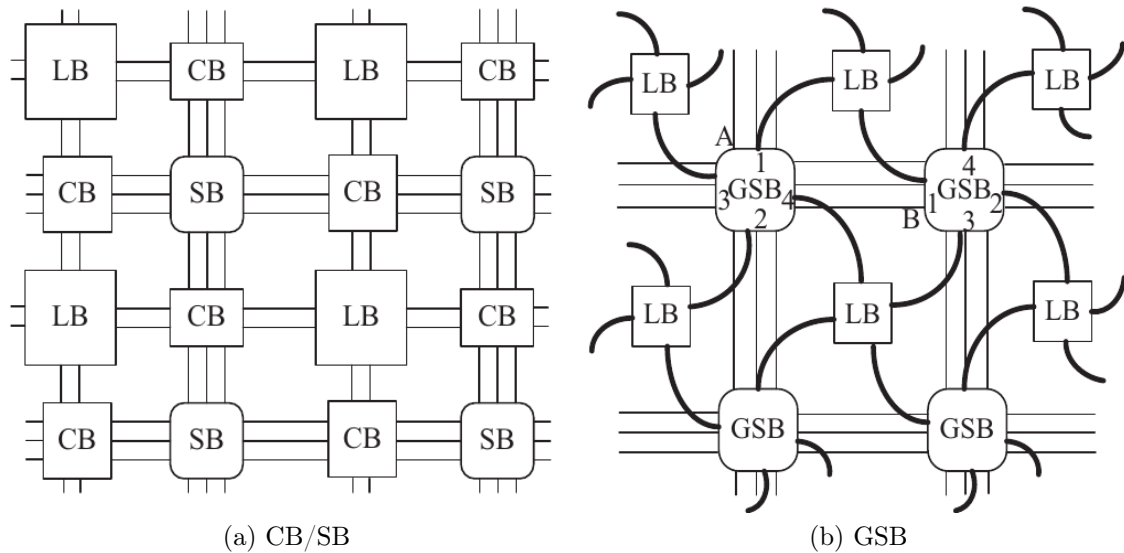 LB CB LB CB
CB SB CB SB
LB CB LB CB
CB SB CB SB
(a) CB/SB
LB LB LB
A
1
3 GSB 4
2
4
1 GSB 2
B 3
LB LB LB
GSB GSB
(b) GSB